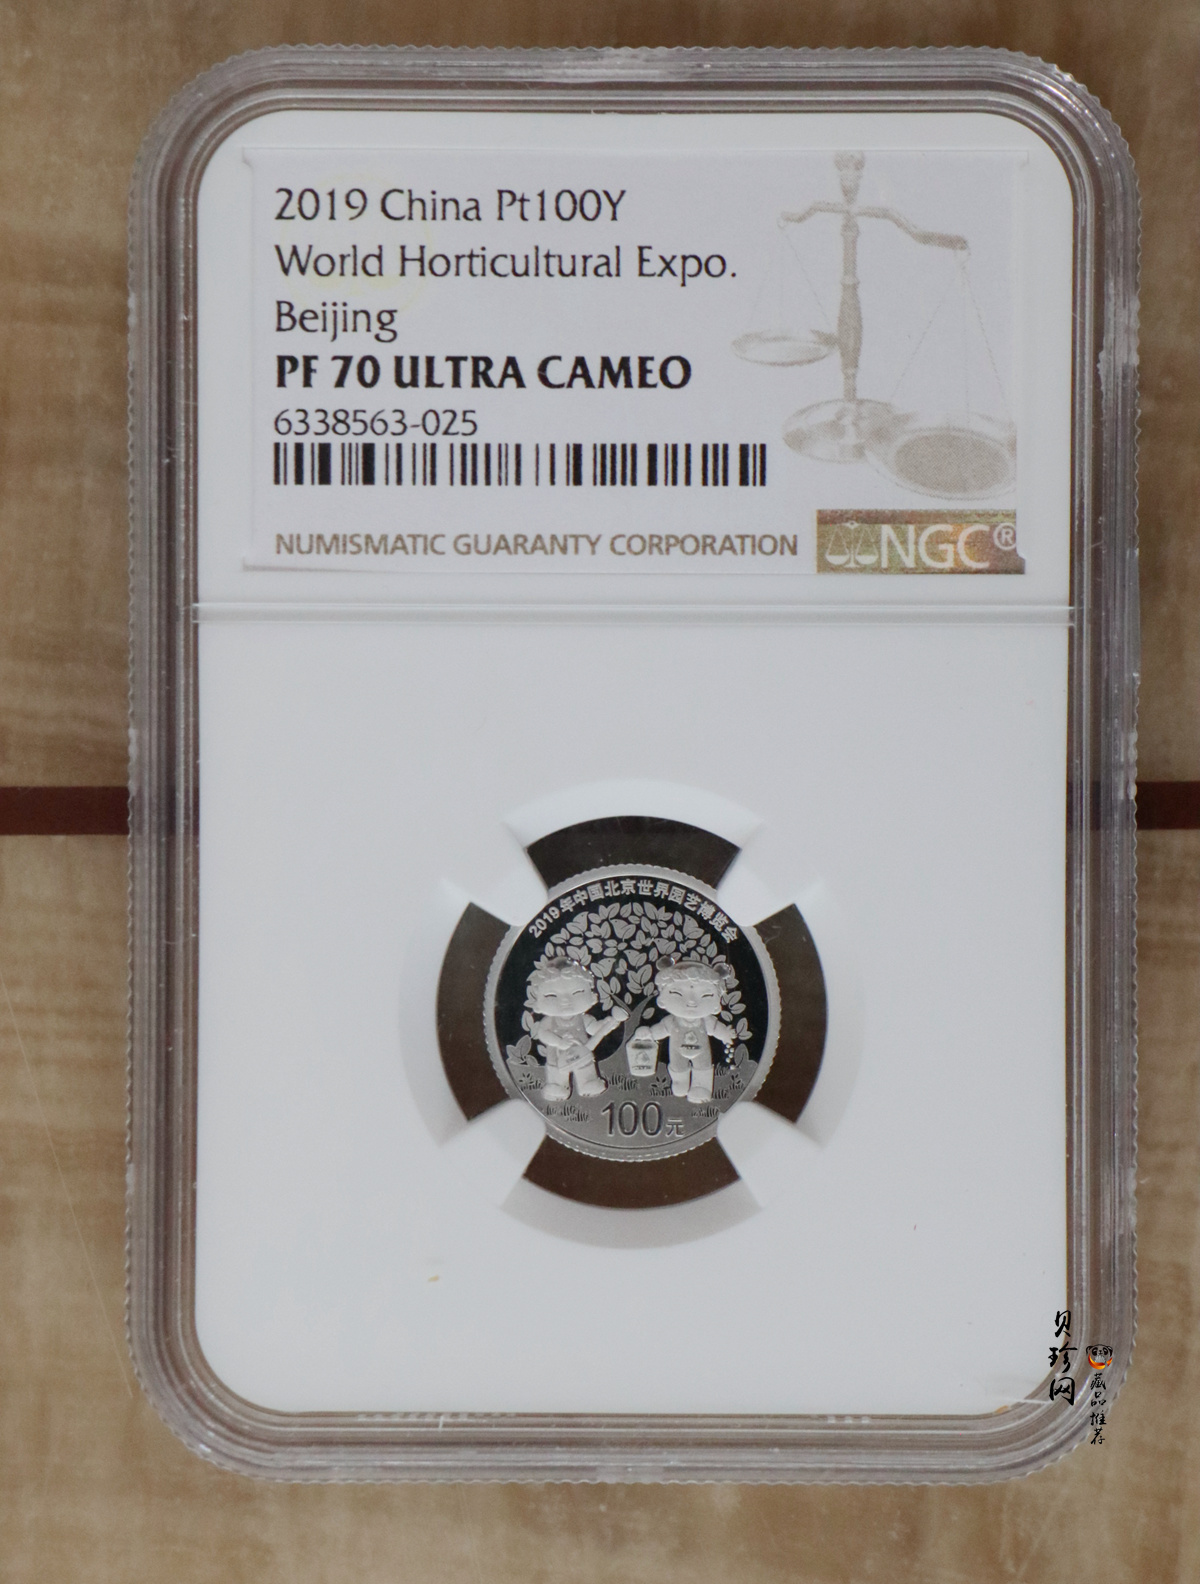 2019 China Pt100Y
World Horticultural Expo.
Beijing
PF 70 ULTRA CAMEO
6338563-025
NUMISMATIC GUARANTY CORPORATION
NGC®
2019年中国北京世界园艺博览会
100元
贝珍网
藏品推荐